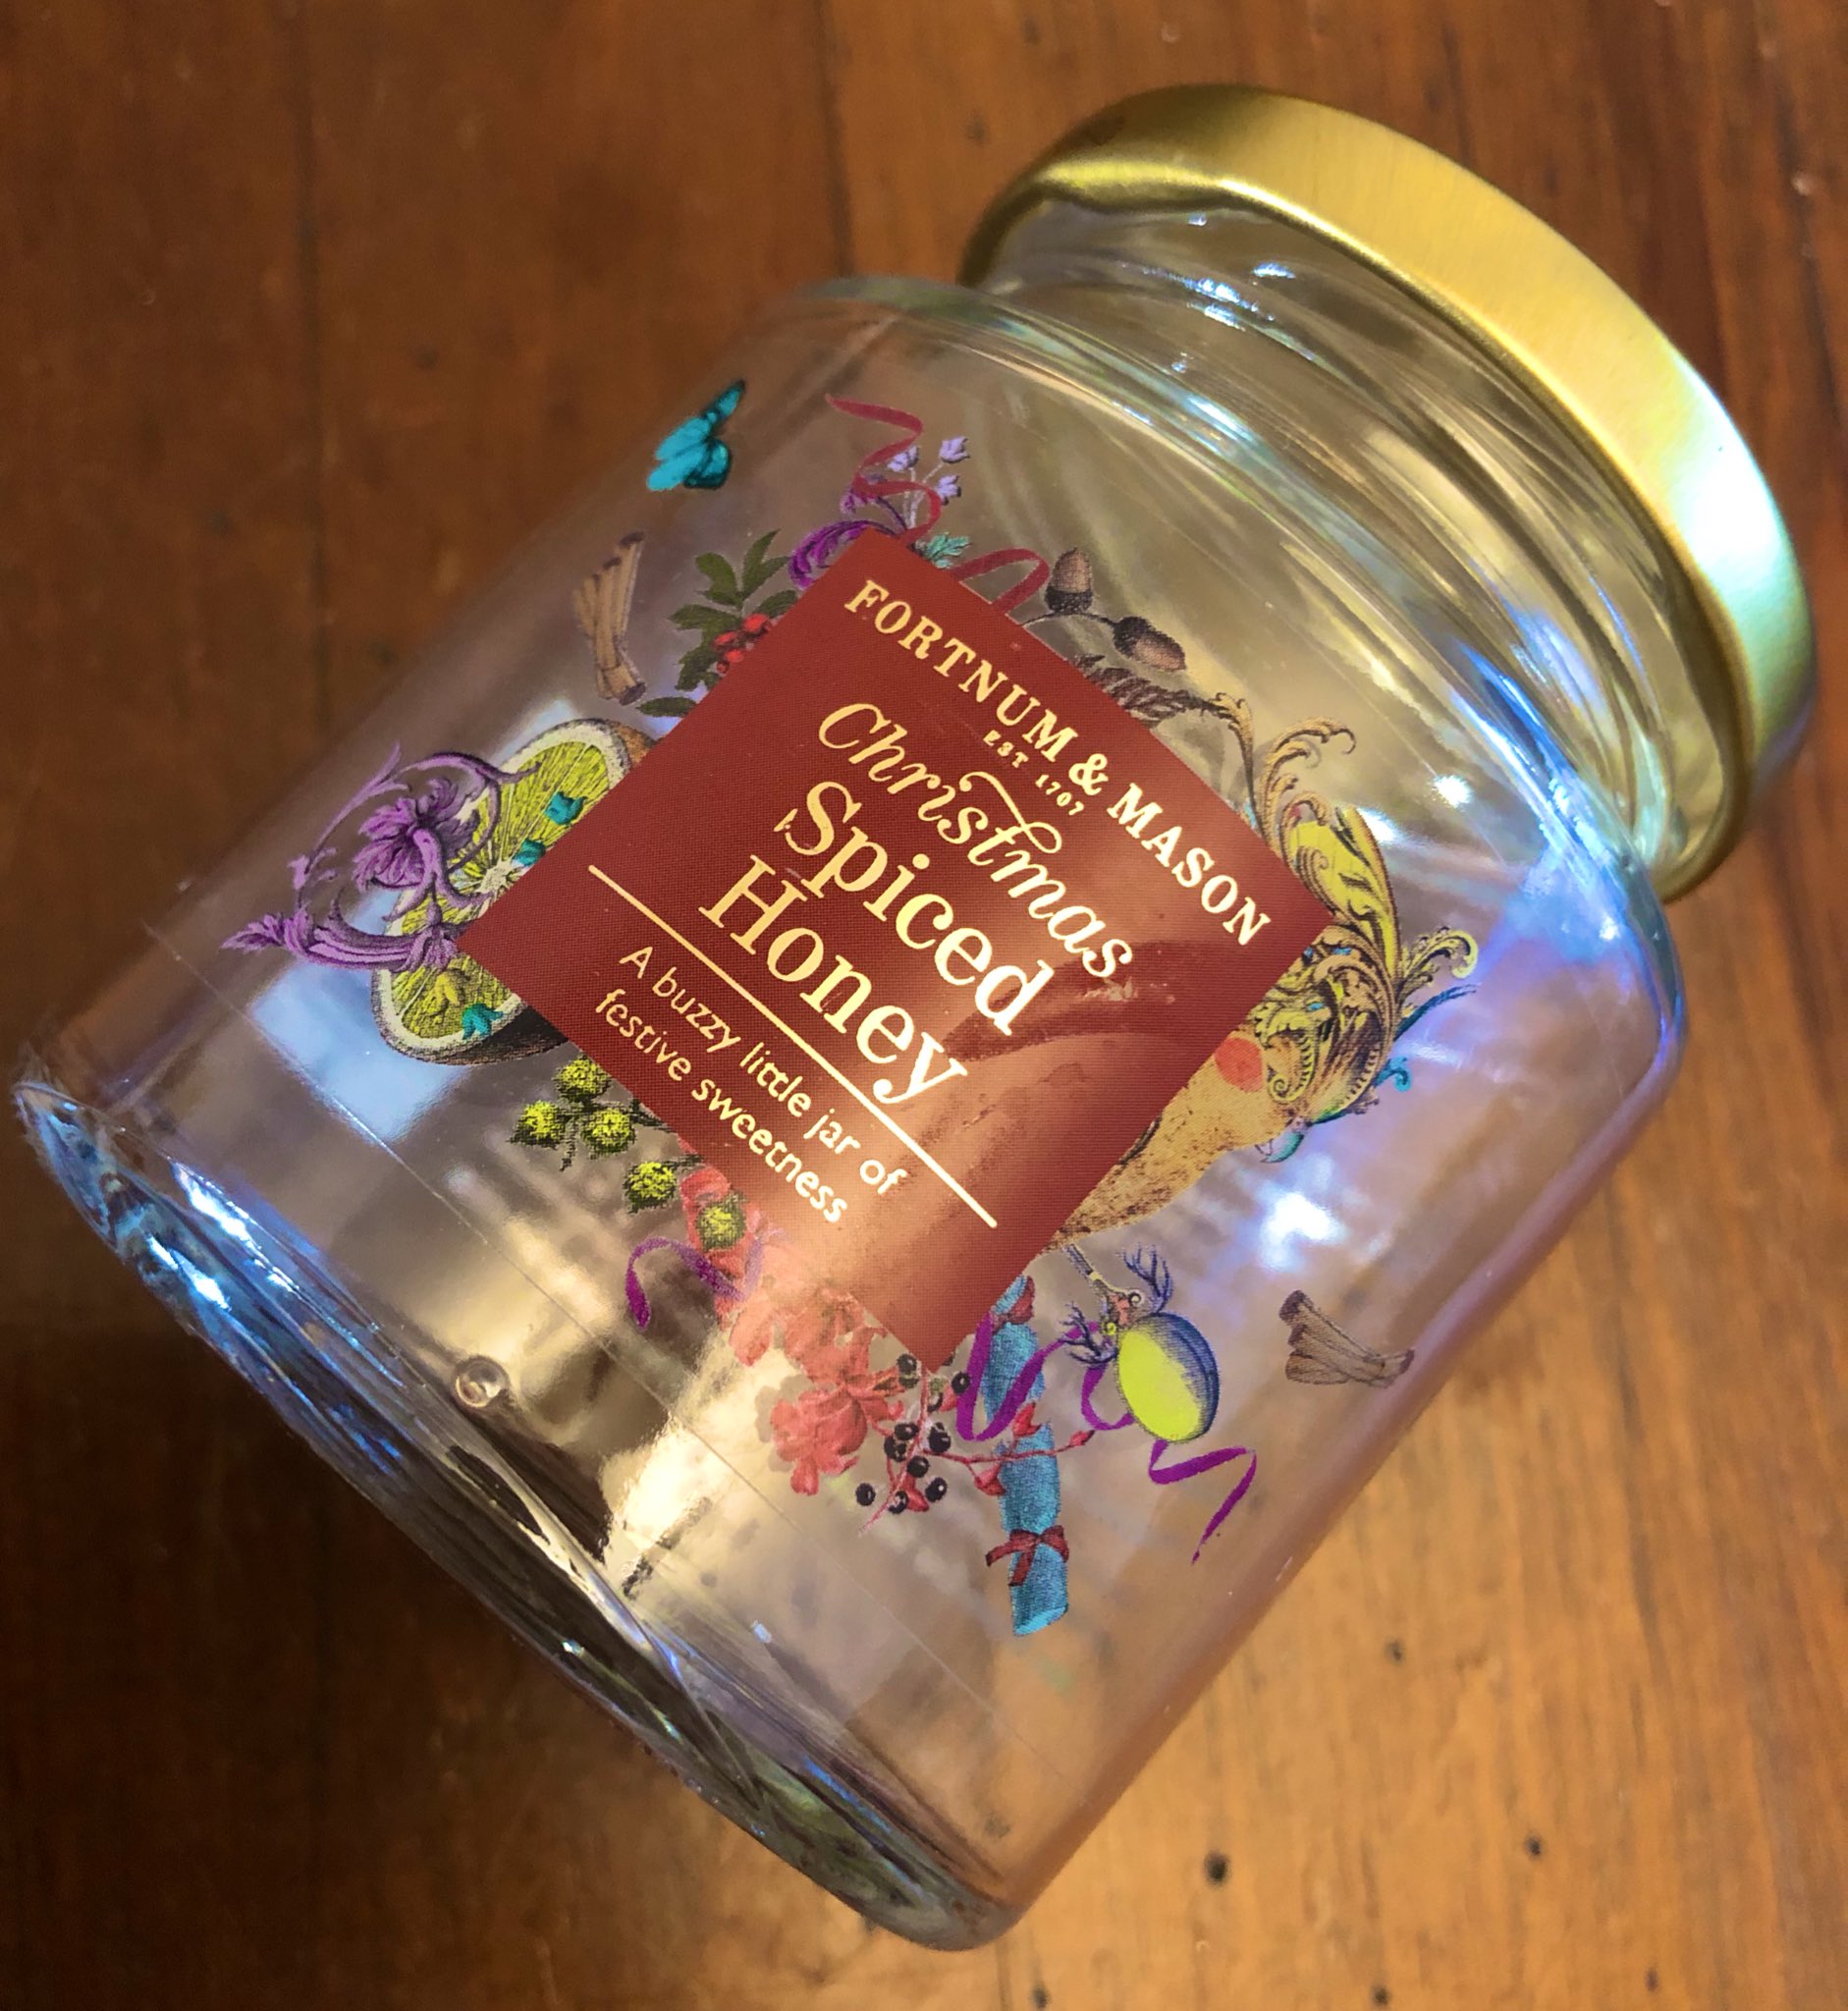 FORTNUM & MASON
EST 1707
Christmas
Spiced
Honey
A buzzy little jar of
festive sweetness